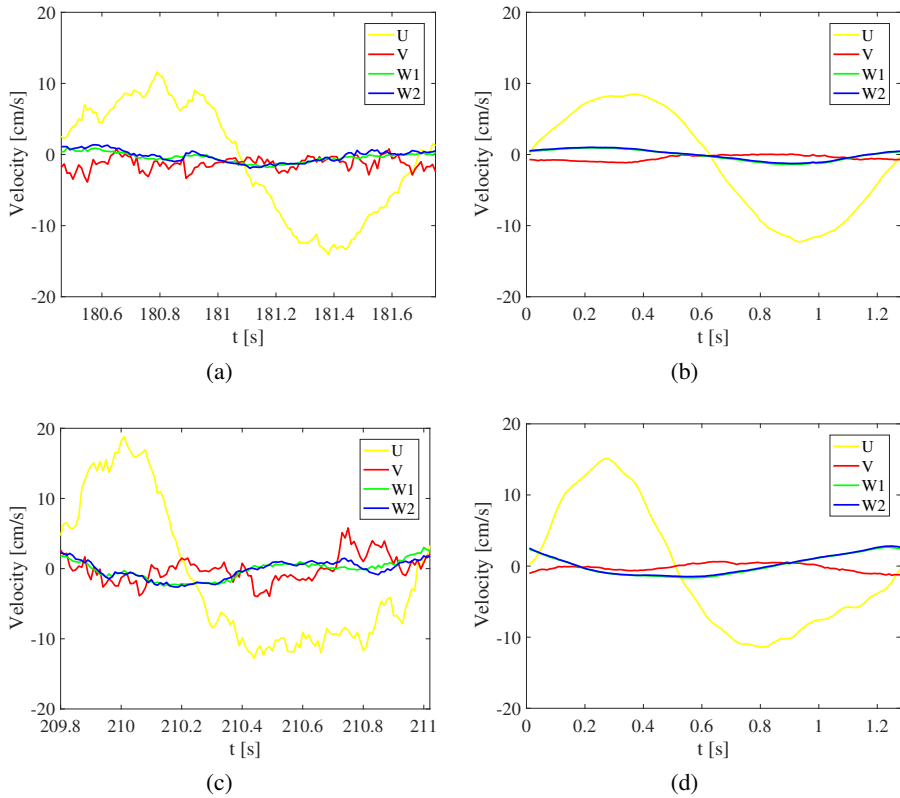 20
10
0
-10
-20
Velocity [cm/s]
180.6 180.8 181 181.2 181.4 181.6
t [s]
U
V
W1
W2
(a)
20
10
0
-10
-20
Velocity [cm/s]
0 0.2 0.4 0.6 0.8 1 1.2
t [s]
U
V
W1
W2
(b)
20
10
0
-10
-20
Velocity [cm/s]
209.8 210 210.2 210.4 210.6 210.8 211
t [s]
U
V
W1
W2
(c)
20
10
0
-10
-20
Velocity [cm/s]
0 0.2 0.4 0.6 0.8 1 1.2
t [s]
U
V
W1
W2
(d)